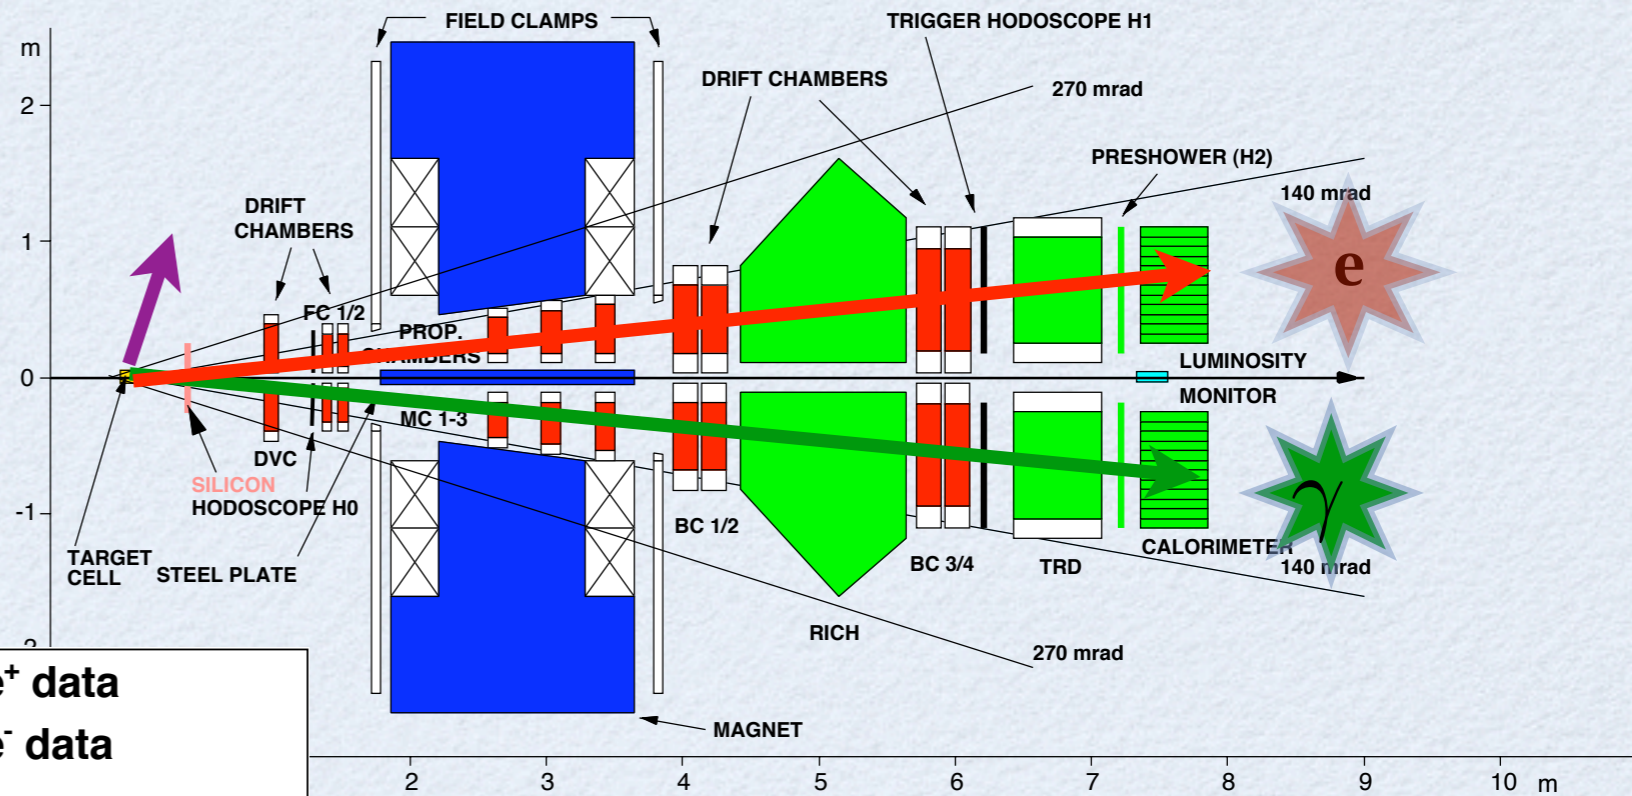 FIELD CLAMPS
TRIGGER HODOSCOPE H1
m
DRIFT CHAMBERS
270 mrad
2
PRESHOWER (H2)
140 mrad
DRIFT
CHAMBERS
1
e
FC 1/2
PROP.
CHAMBERS
LUMINOSITY
0
MONITOR
MC 1-3
DVC
SILICON
HODOSCOPE H0
γ
-1
BC 1/2
CALORIMETER
TARGET
CELL
STEEL PLATE
BC 3/4
TRD
140 mrad
RICH
270 mrad
e⁺ data
MAGNET
e⁻ data
2 3 4 5 6 7 8 9 10 m